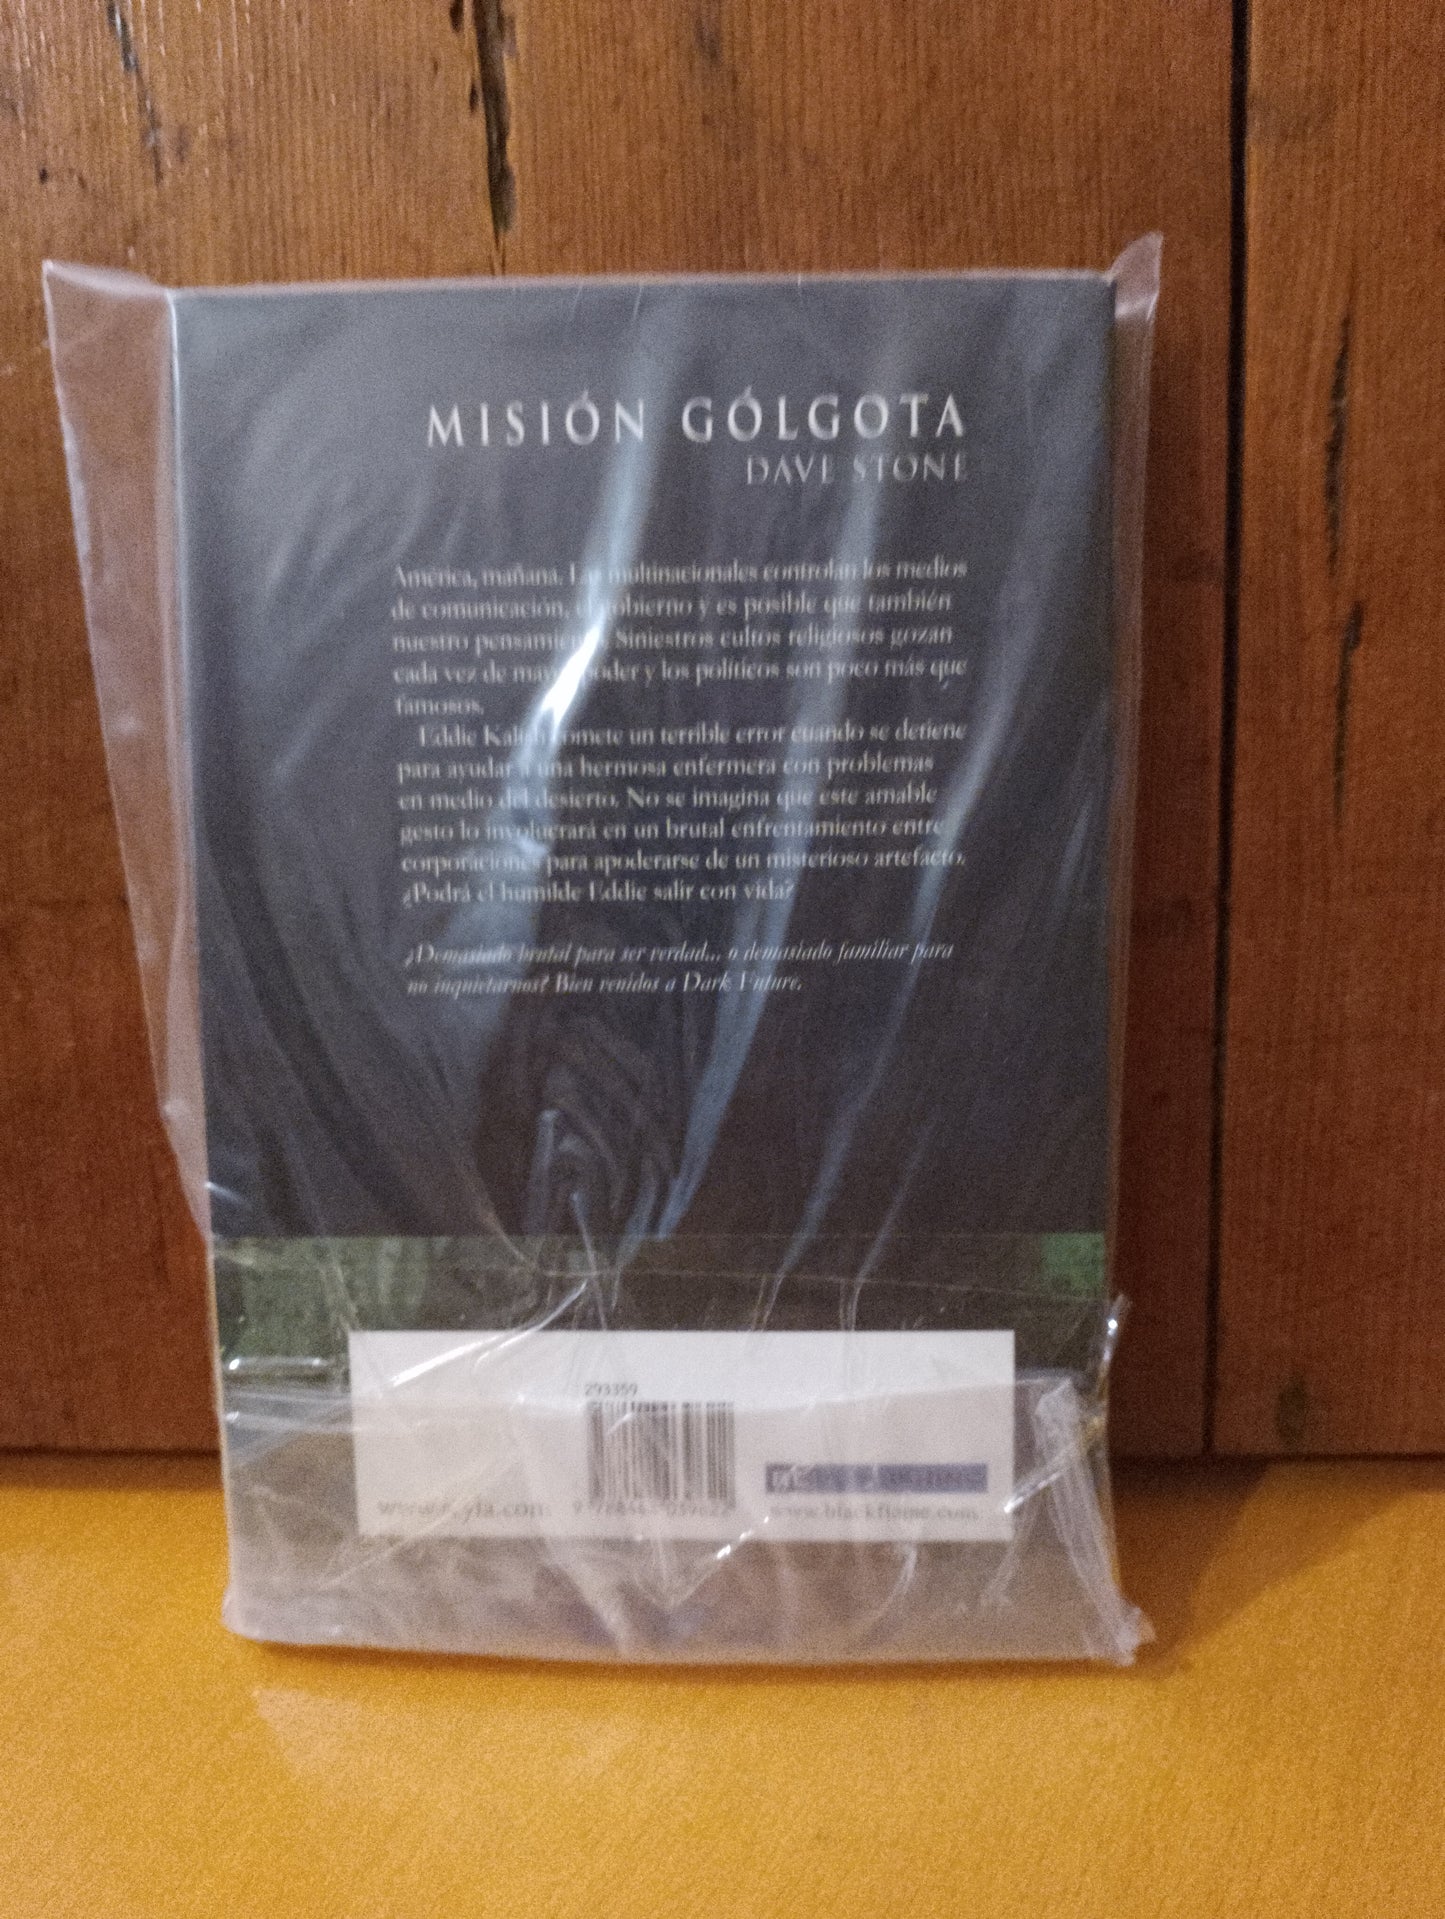 MISIÓN GÓLGOTA
DAVE STONE
América, mañana. Las multinacionales controlan los medios
de comunicación, el gobierno y es posible que también
nuestro pensamiento. Siniestros cultos religiosos gozan
cada vez de mayor poder y los políticos son poco más que
famosos.
Eddie comete un terrible error cuando se detiene
para ayudar a una hermosa enfermera con problemas
en medio del desierto. No se imagina que este amable
gesto lo involucrará en un brutal enfrentamiento entre
corporaciones para apoderarse de un misterioso artefacto.
¿Podrá el humilde Eddie salir con vida?
¿Demasiado brutal para ser verdad... o demasiado familiar para
no inquietarnos? Bien venidos a Dark Future.
293359
www.blackflame.com